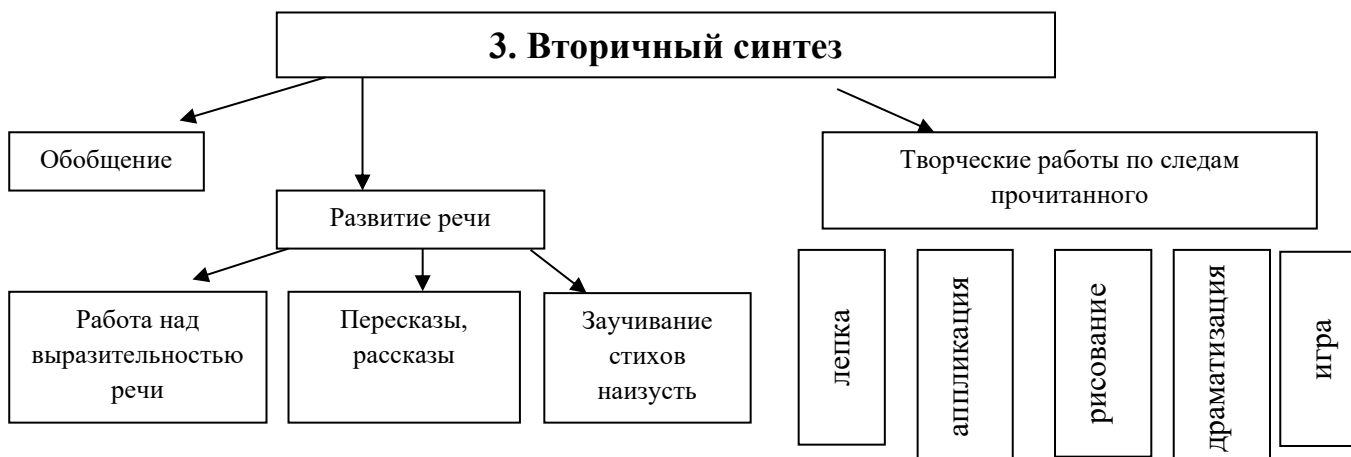 3. Вторичный синтез
Обобщение
Творческие работы по следам
прочитанного
Развитие речи
Работа над
выразительностью
речи
Пересказы,
рассказы
Заучивание
стихов
наизусть
лепка
аппликация
рисование
драматизация
игра